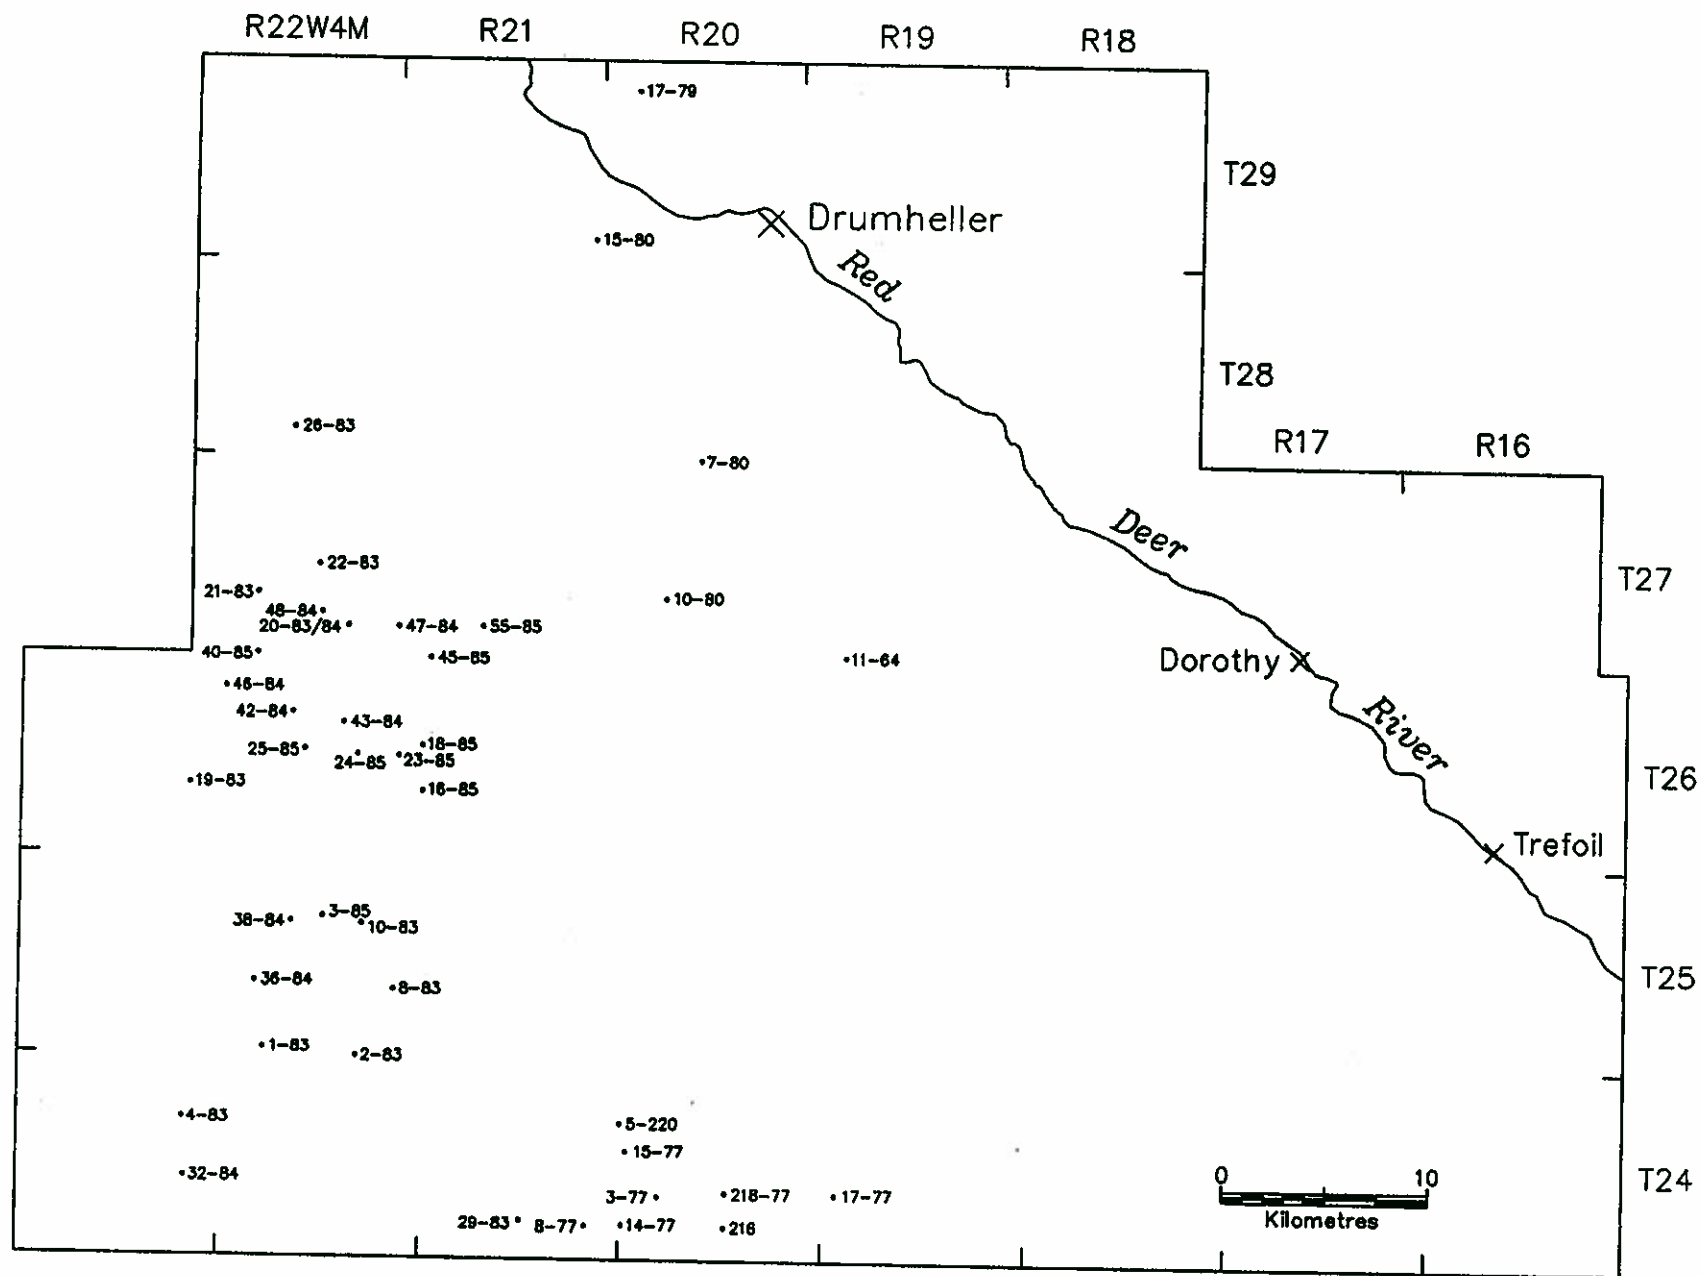 R22W4M R21 R20 R19 R18
17-79
T29
Drumheller
15-80
Red
T28
26-83
R17 R16
7-80
Deer
22-83
T27
21-83
10-80
48-84
20-83/84 47-84 55-85
40-85 45-85 11-64 Dorothy
46-84
42-84 43-84
River
18-85
25-85 24-85 23-85
19-83 T26
16-85
Trefoil
38-84 3-85 10-83
36-84 8-83 T25
1-83 2-83
4-83
5-220
15-77
32-84 0 10 T24
3-77 218-77 17-77
29-83 8-77 14-77 216 Kilometres